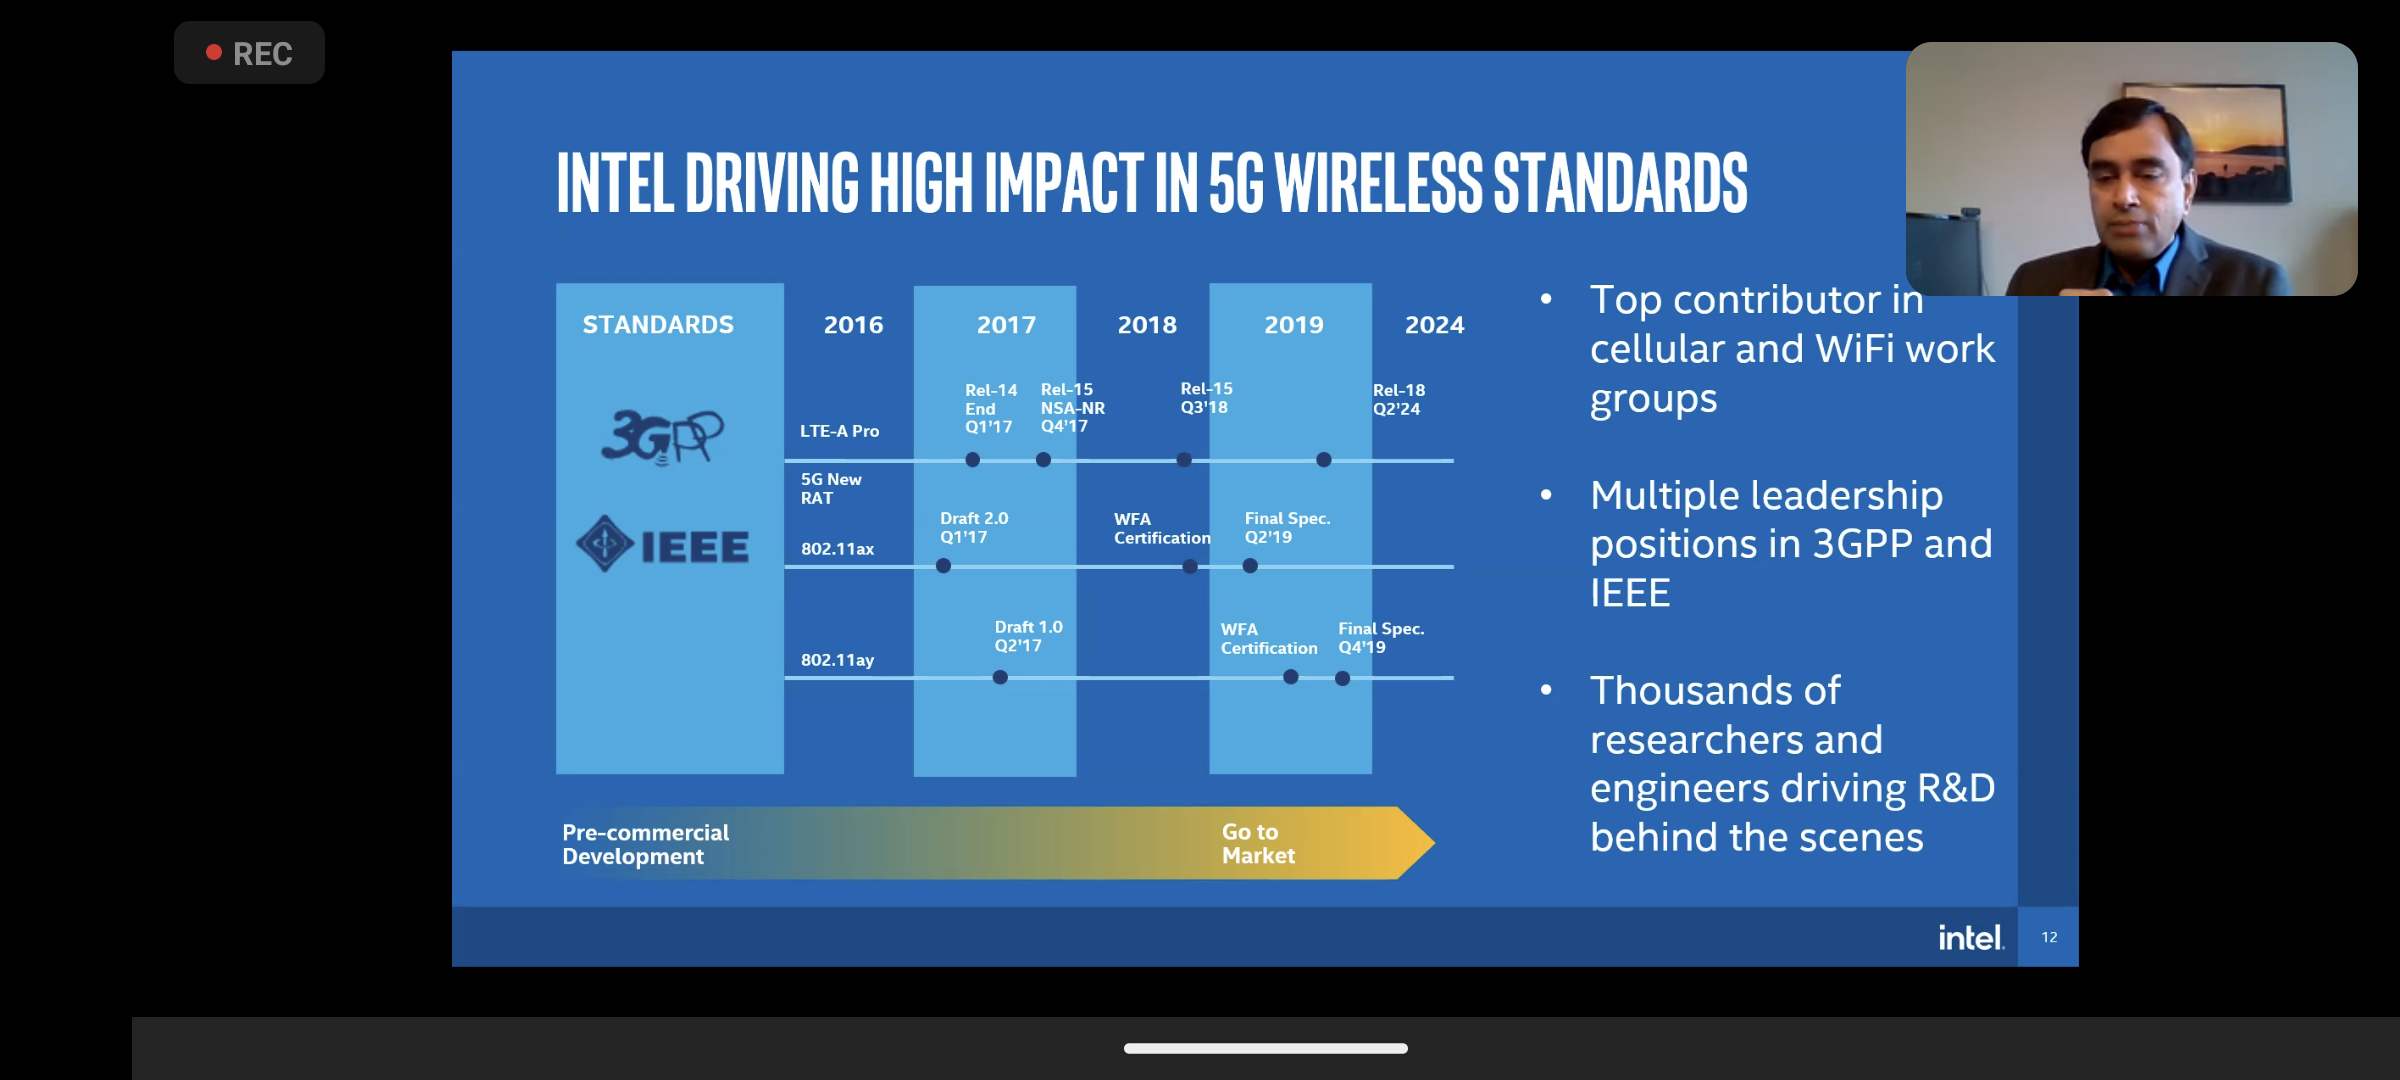 REC
INTEL DRIVING HIGH IMPACT IN 5G WIRELESS STANDARDS
STANDARDS
2016
2017
2018
2019
2024
3GPP
LTE-A Pro
5G New
RAT
Rel-14
End
Q1'17
Rel-15
NSA-NR
Q4'17
Rel-15
Q3'18
Rel-18
Q2'24
IEEE
802.11ax
Draft 2.0
Q1'17
WFA
Certification
Final Spec.
Q2'19
802.11ay
Draft 1.0
Q2'17
WFA
Certification
Final Spec.
Q4'19
Pre-commercial
Development
Go to
Market
• Top contributor in
cellular and WiFi work
groups
• Multiple leadership
positions in 3GPP and
IEEE
• Thousands of
researchers and
engineers driving R&D
behind the scenes
intel.
12